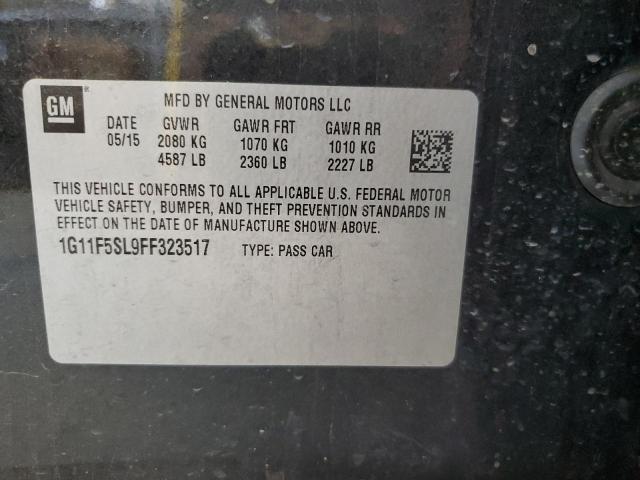 GM ®
MFD BY GENERAL MOTORS LLC
DATE GVWR GAWR FRT GAWR RR
05/15 2080 KG 1070 KG 1010 KG
4587 LB 2360 LB 2227 LB
THIS VEHICLE CONFORMS TO ALL APPLICABLE U.S. FEDERAL MOTOR
VEHICLE SAFETY, BUMPER, AND THEFT PREVENTION STANDARDS IN
EFFECT ON THE DATE OF MANUFACTURE SHOWN ABOVE.
1G11F5SL9FF323517 TYPE: PASS CAR